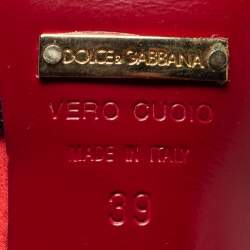 DOLCE & GABBANA
VERO CUOIO
MADE IN ITALY
39